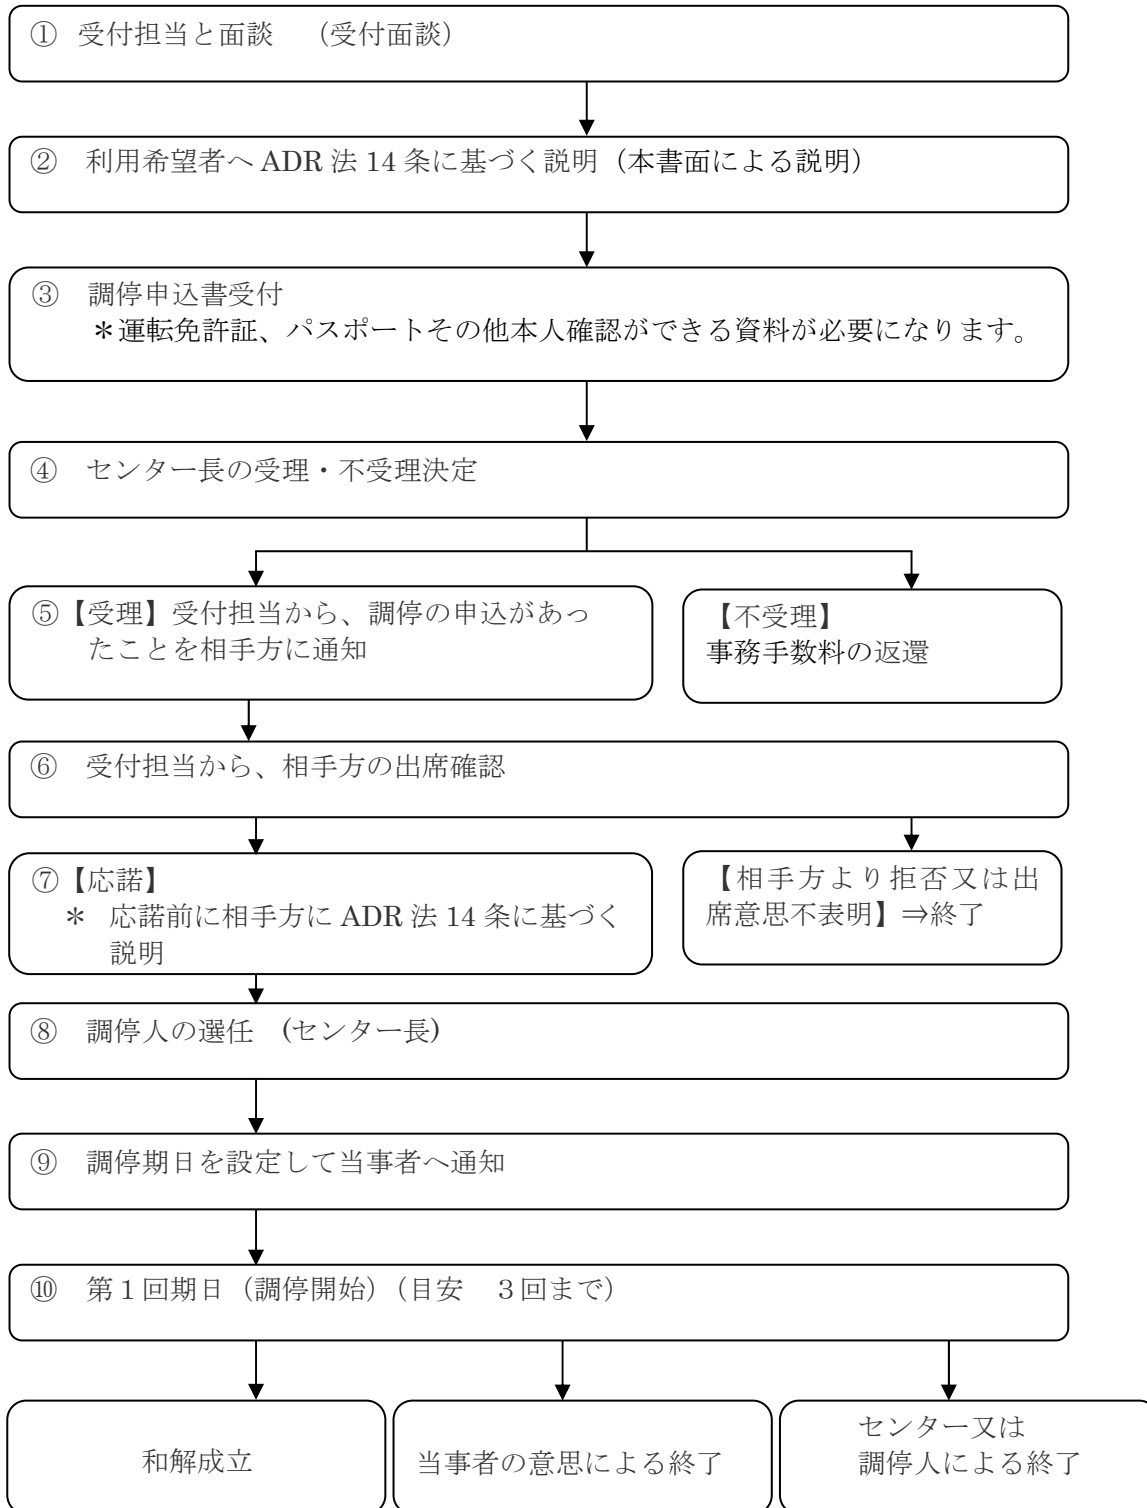 ① 受付担当と面談　（受付面談）
② 利用希望者へ ADR 法 14 条に基づく説明（本書面による説明）
③ 調停申込書受付
＊運転免許証、パスポートその他本人確認ができる資料が必要になります。
④ センター長の受理・不受理決定
⑤【受理】受付担当から、調停の申込があっ
たことを相手方に通知
【不受理】
事務手数料の返還
⑥ 受付担当から、相手方の出席確認
⑦【応諾】
＊ 応諾前に相手方に ADR 法 14 条に基づく
説明
【相手方より拒否又は出
席意思不表明】⇒終了
⑧ 調停人の選任　(センター長)
⑨ 調停期日を設定して当事者へ通知
⑩ 第１回期日（調停開始）（目安　３回まで）
和解成立
当事者の意思による終了
センター又は
調停人による終了